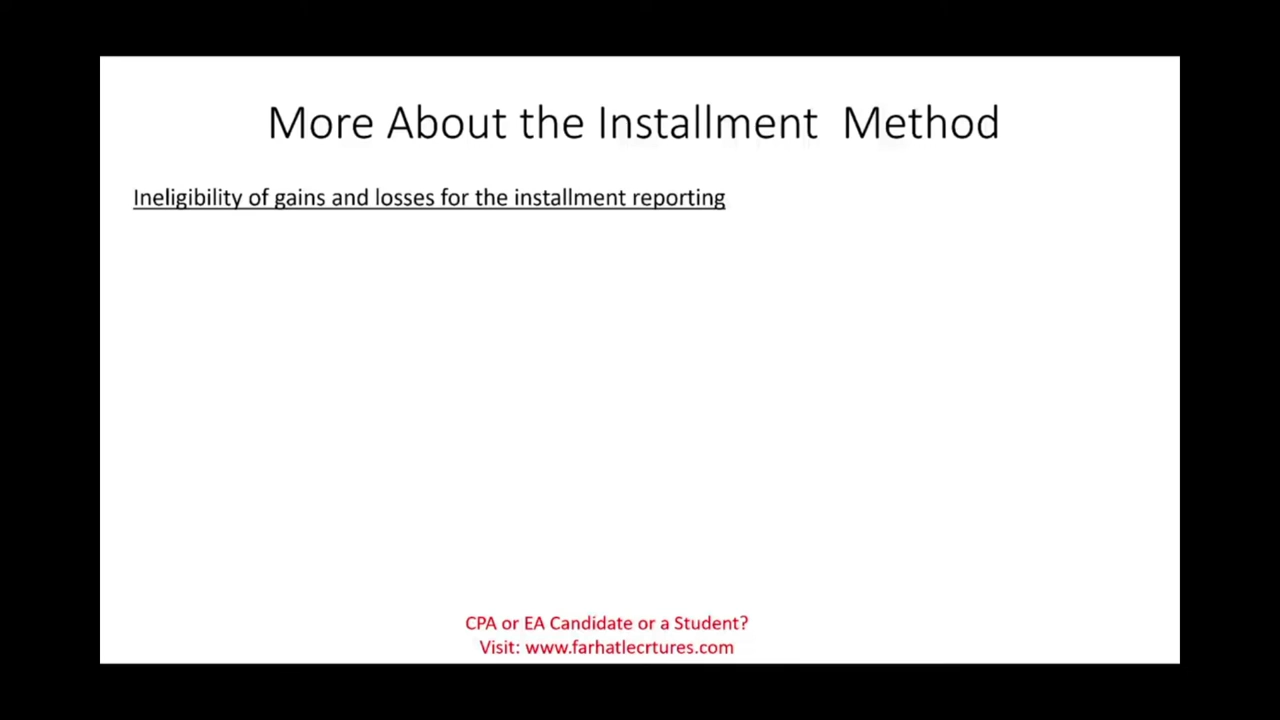 More About the Installment  Method
Ineligibility of gains and losses for the installment reporting
CPA or EA Candidate or a Student?
Visit: www.farhatlecrtures.com